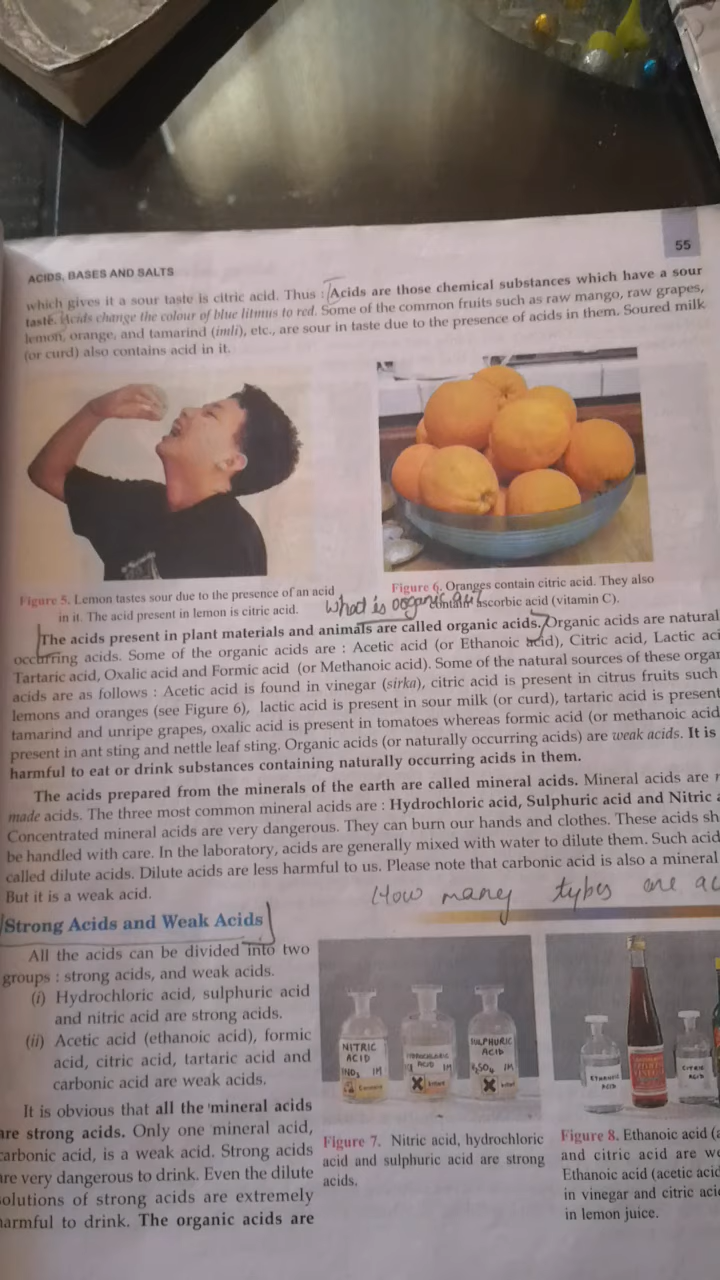 55
ACIDS, BASES AND SALTS
which gives it a sour taste is citric acid. Thus : Acids are those chemical substances which have a sour
taste. Acids change the colour of blue litmus to red. Some of the common fruits such as raw mango, raw grapes,
lemon, orange, and tamarind (imli), etc., are sour in taste due to the presence of acids in them. Soured milk
(or curd) also contains acid in it.
Figure 5. Lemon tastes sour due to the presence of an acid
in it. The acid present in lemon is citric acid.
Figure 6. Oranges contain citric acid. They also
ascorbic acid (vitamin C).
what is
The acids present in plant materials and animals are called organic acids. Organic acids are natural
occurring acids. Some of the organic acids are : Acetic acid (or Ethanoic acid), Citric acid, Lactic aci
Tartaric acid, Oxalic acid and Formic acid (or Methanoic acid). Some of the natural sources of these organ
acids are as follows : Acetic acid is found in vinegar (sirka), citric acid is present in citrus fruits such
lemons and oranges (see Figure 6), lactic acid is present in sour milk (or curd), tartaric acid is present
tamarind and unripe grapes, oxalic acid is present in tomatoes whereas formic acid (or methanoic acid
present in ant sting and nettle leaf sting. Organic acids (or naturally occurring acids) are weak acids. It is
harmful to eat or drink substances containing naturally occurring acids in them.
The acids prepared from the minerals of the earth are called mineral acids. Mineral acids are
made acids. The three most common mineral acids are : Hydrochloric acid, Sulphuric acid and Nitric a
Concentrated mineral acids are very dangerous. They can burn our hands and clothes. These acids sh
be handled with care. In the laboratory, acids are generally mixed with water to dilute them. Such acid
called dilute acids. Dilute acids are less harmful to us. Please note that carbonic acid is also a mineral
But it is a weak acid.
How many types are ac
Strong Acids and Weak Acids
All the acids can be divided into two
groups : strong acids, and weak acids.
(i) Hydrochloric acid, sulphuric acid
and nitric acid are strong acids.
(ii) Acetic acid (ethanoic acid), formic
acid, citric acid, tartaric acid and
carbonic acid are weak acids.
It is obvious that all the mineral acids
are strong acids. Only one mineral acid,
carbonic acid, is a weak acid. Strong acids
are very dangerous to drink. Even the dilute
solutions of strong acids are extremely
harmful to drink. The organic acids are
NITRIC
ACID
1M
HYDROCHLORIC
ACID 1M
SULPHURIC
ACID
H₂SO₄ 1M
Figure 7. Nitric acid, hydrochloric
acid and sulphuric acid are strong
acids.
ETHANOIC
ACID
CITRIC
ACID
Figure 8. Ethanoic acid (a
and citric acid are we
Ethanoic acid (acetic acid
in vinegar and citric acid
in lemon juice.